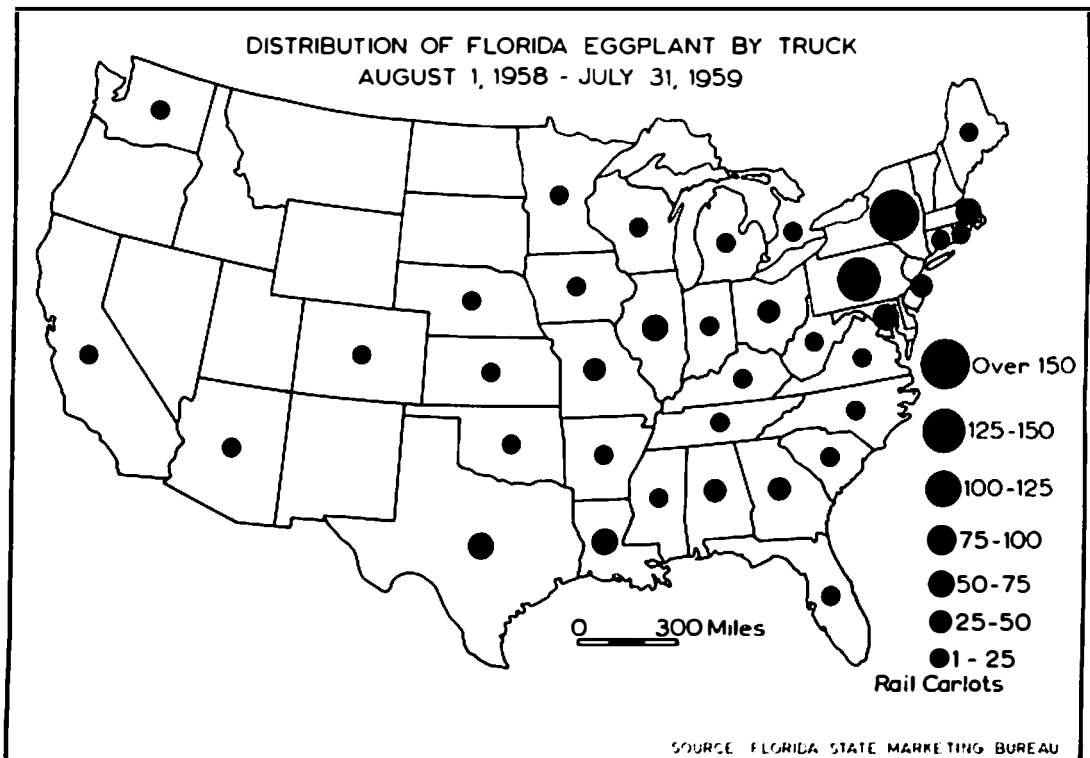 DISTRIBUTION OF FLORIDA EGGPLANT BY TRUCK
AUGUST 1, 1958 - JULY 31, 1959
Over 150
125-150
100-125
75-100
50-75
25-50
1 - 25
Rail Carlots
0 300 Miles
SOURCE FLORIDA STATE MARKETING BUREAU